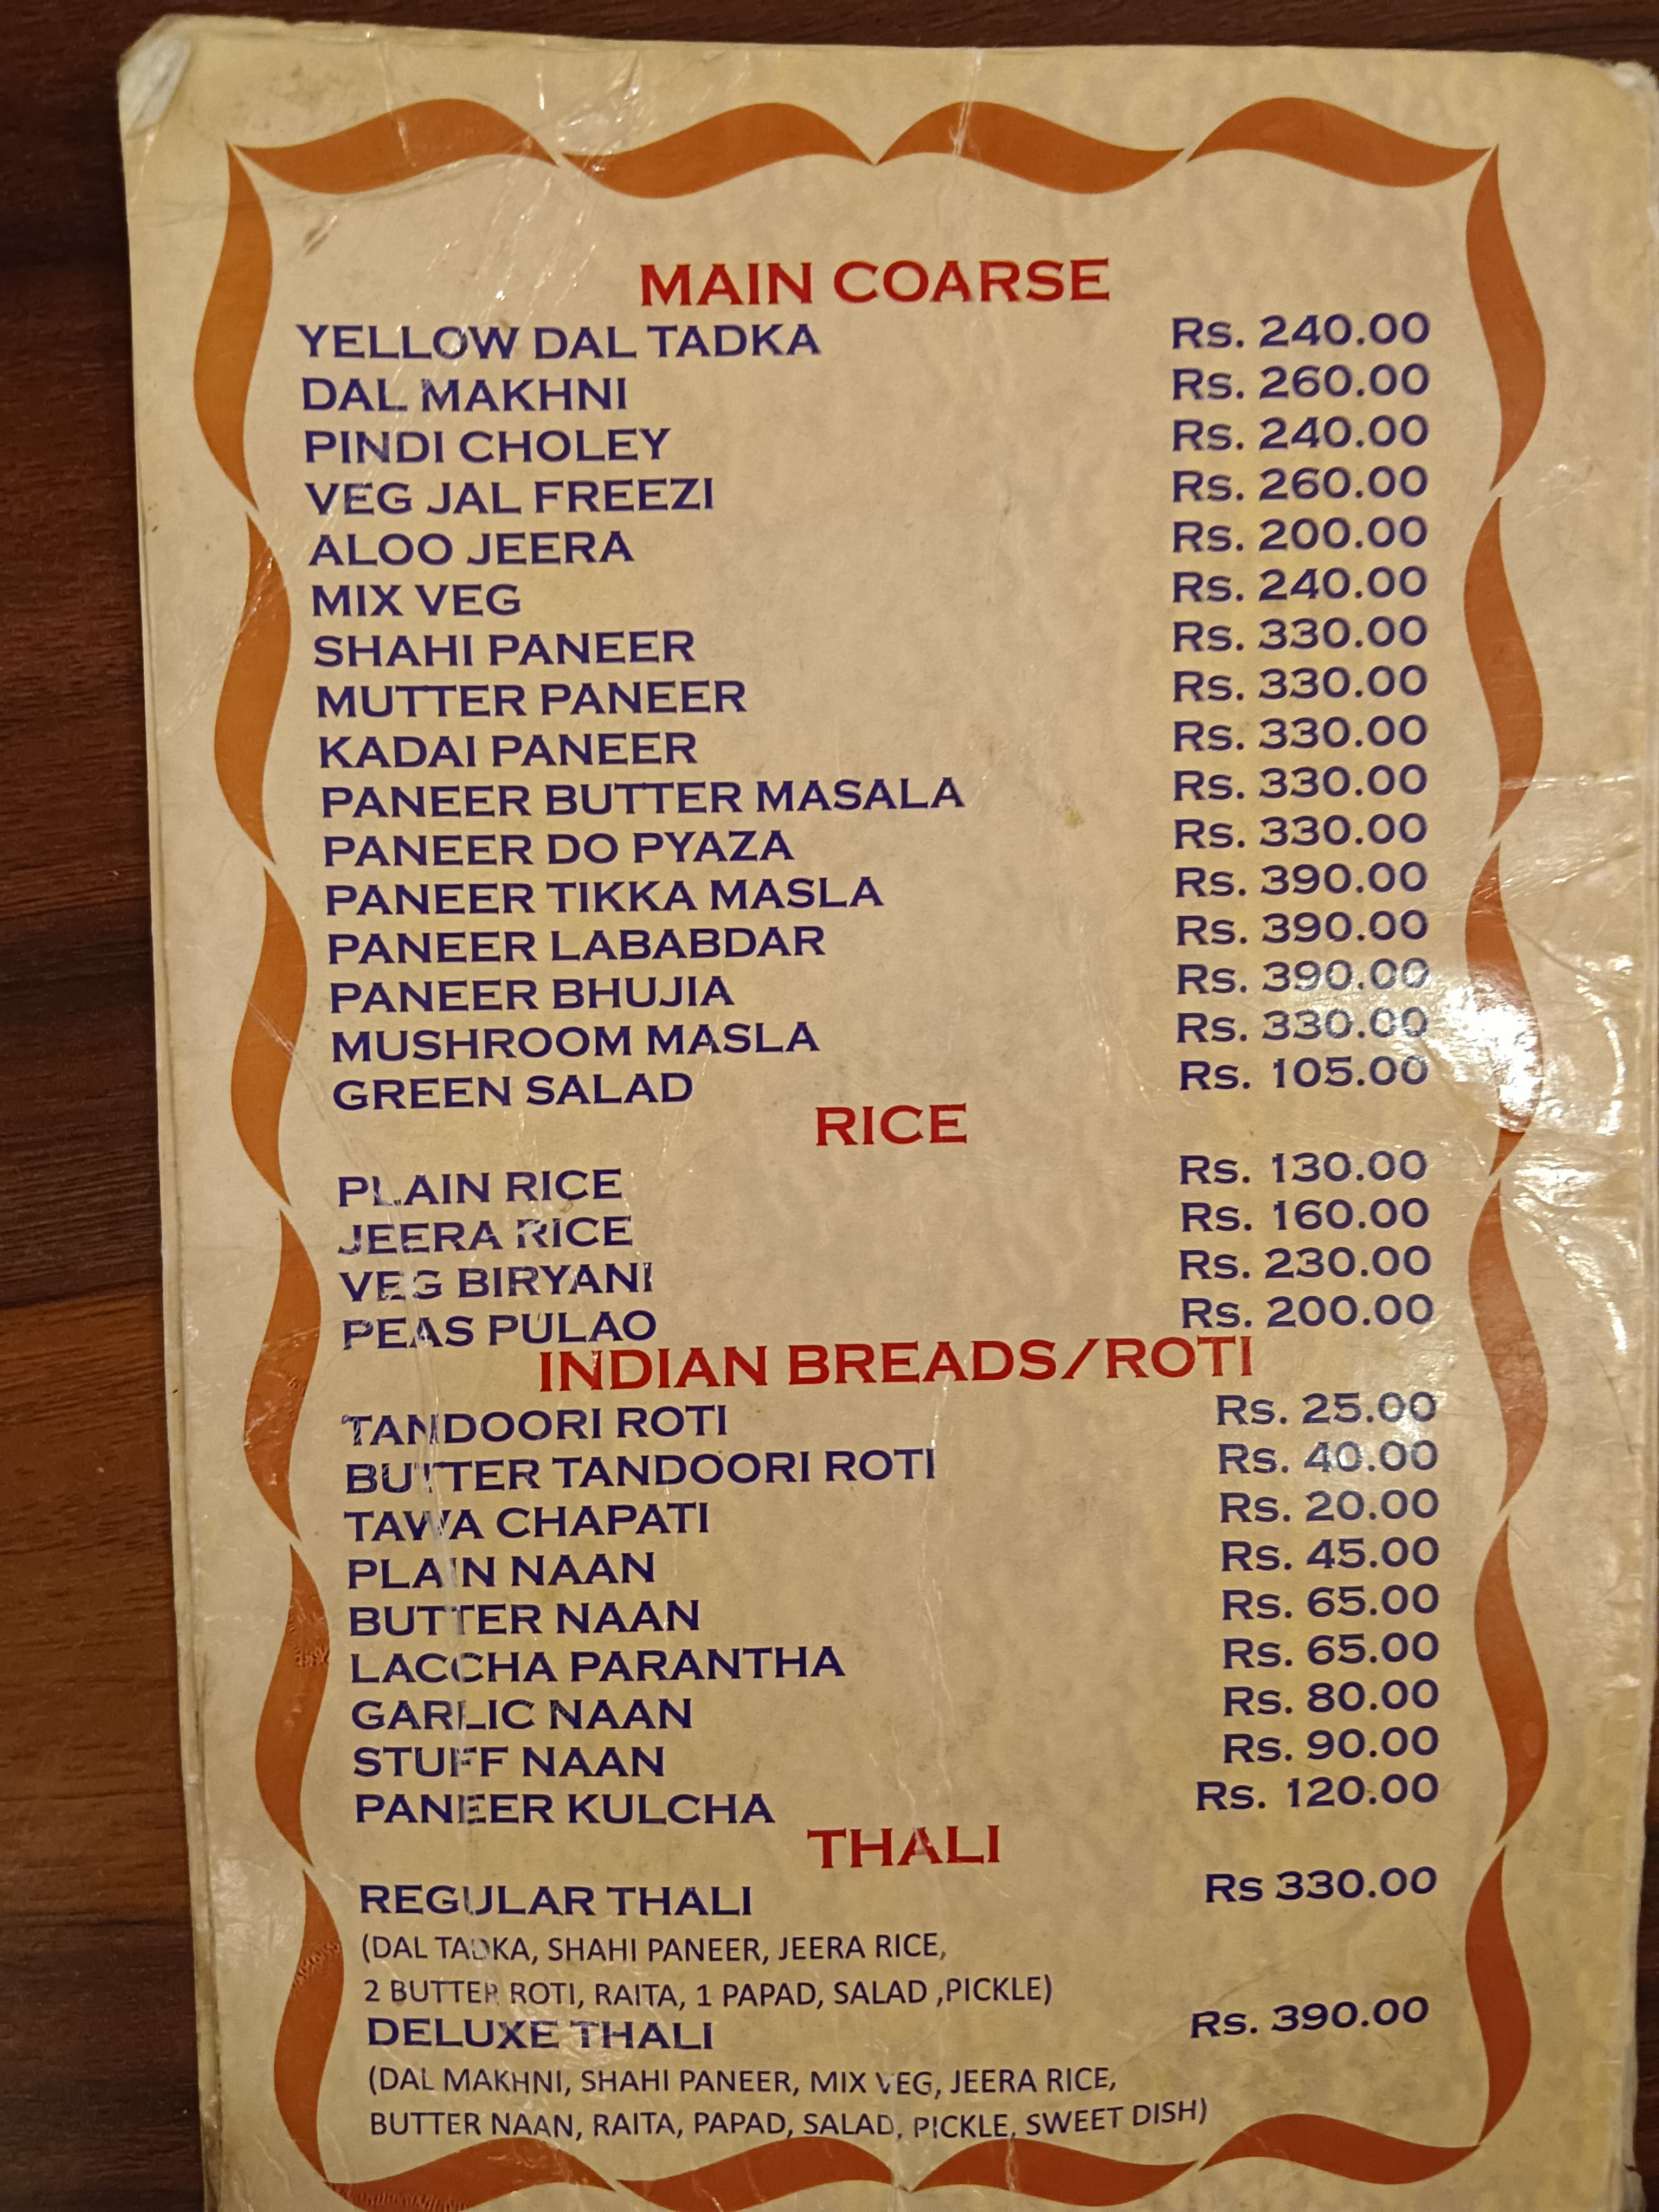 MAIN COARSE
YELLOW DAL TADKA Rs. 240.00
DAL MAKHNI Rs. 260.00
PINDI CHOLEY Rs. 240.00
VEG JAL FREEZI Rs. 260.00
ALOO JEERA Rs. 200.00
MIX VEG Rs. 240.00
SHAHI PANEER Rs. 330.00
MUTTER PANEER Rs. 330.00
KADAI PANEER Rs. 330.00
PANEER BUTTER MASALA Rs. 330.00
PANEER DO PYAZA Rs. 330.00
PANEER TIKKA MASLA Rs. 390.00
PANEER LABABDAR Rs. 390.00
PANEER BHUJIA Rs. 390.00
MUSHROOM MASLA Rs. 330.00
GREEN SALAD Rs. 105.00
RICE
PLAIN RICE Rs. 130.00
JEERA RICE Rs. 160.00
VEG BIRYANI Rs. 230.00
PEAS PULAO Rs. 200.00
INDIAN BREADS/ROTI
TANDOORI ROTI Rs. 25.00
BUTTER TANDOORI ROTI Rs. 40.00
TAWA CHAPATI Rs. 20.00
PLAIN NAAN Rs. 45.00
BUTTER NAAN Rs. 65.00
LACCHA PARANTHA Rs. 65.00
GARLIC NAAN Rs. 80.00
STUFF NAAN Rs. 90.00
PANEER KULCHA Rs. 120.00
THALI
REGULAR THALI Rs 330.00
(DAL TADKA, SHAHI PANEER, JEERA RICE,
2 BUTTER ROTI, RAITA, 1 PAPAD, SALAD ,PICKLE)
DELUXE THALI Rs. 390.00
(DAL MAKHNI, SHAHI PANEER, MIX VEG, JEERA RICE,
BUTTER NAAN, RAITA, PAPAD, SALAD, PICKLE, SWEET DISH)